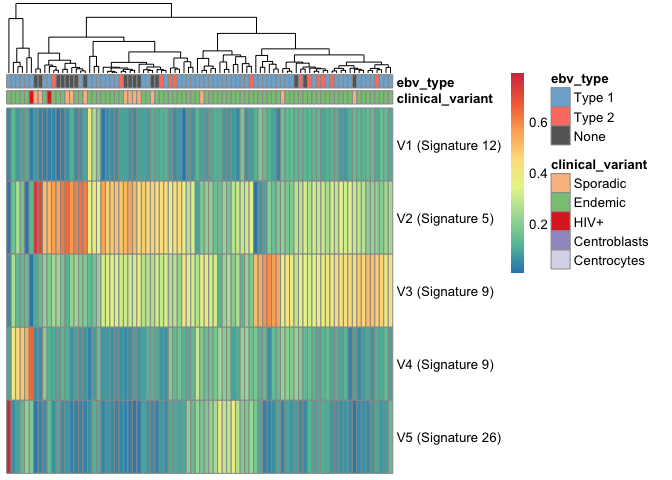 ebv_type
clinical_variant
V1 (Signature 12)
V2 (Signature 5)
V3 (Signature 9)
V4 (Signature 9)
V5 (Signature 26)
0.6
0.4
0.2
ebv_type
Type 1
Type 2
None
clinical_variant
Sporadic
Endemic
HIV+
Centroblasts
Centrocytes